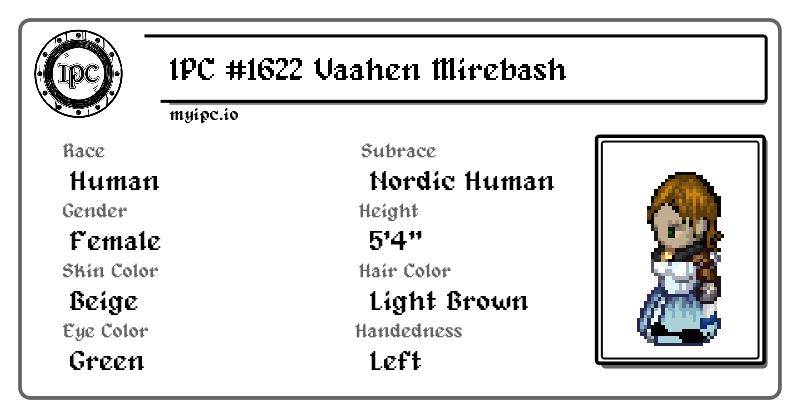 IPC
IPC #1622 Vaahen Mirebash
myipc.io
Race
Human
Subrace
Nordic Human
Gender
Female
Height
5'4"
Skin Color
Beige
Hair Color
Light Brown
Eye Color
Green
Handedness
Left